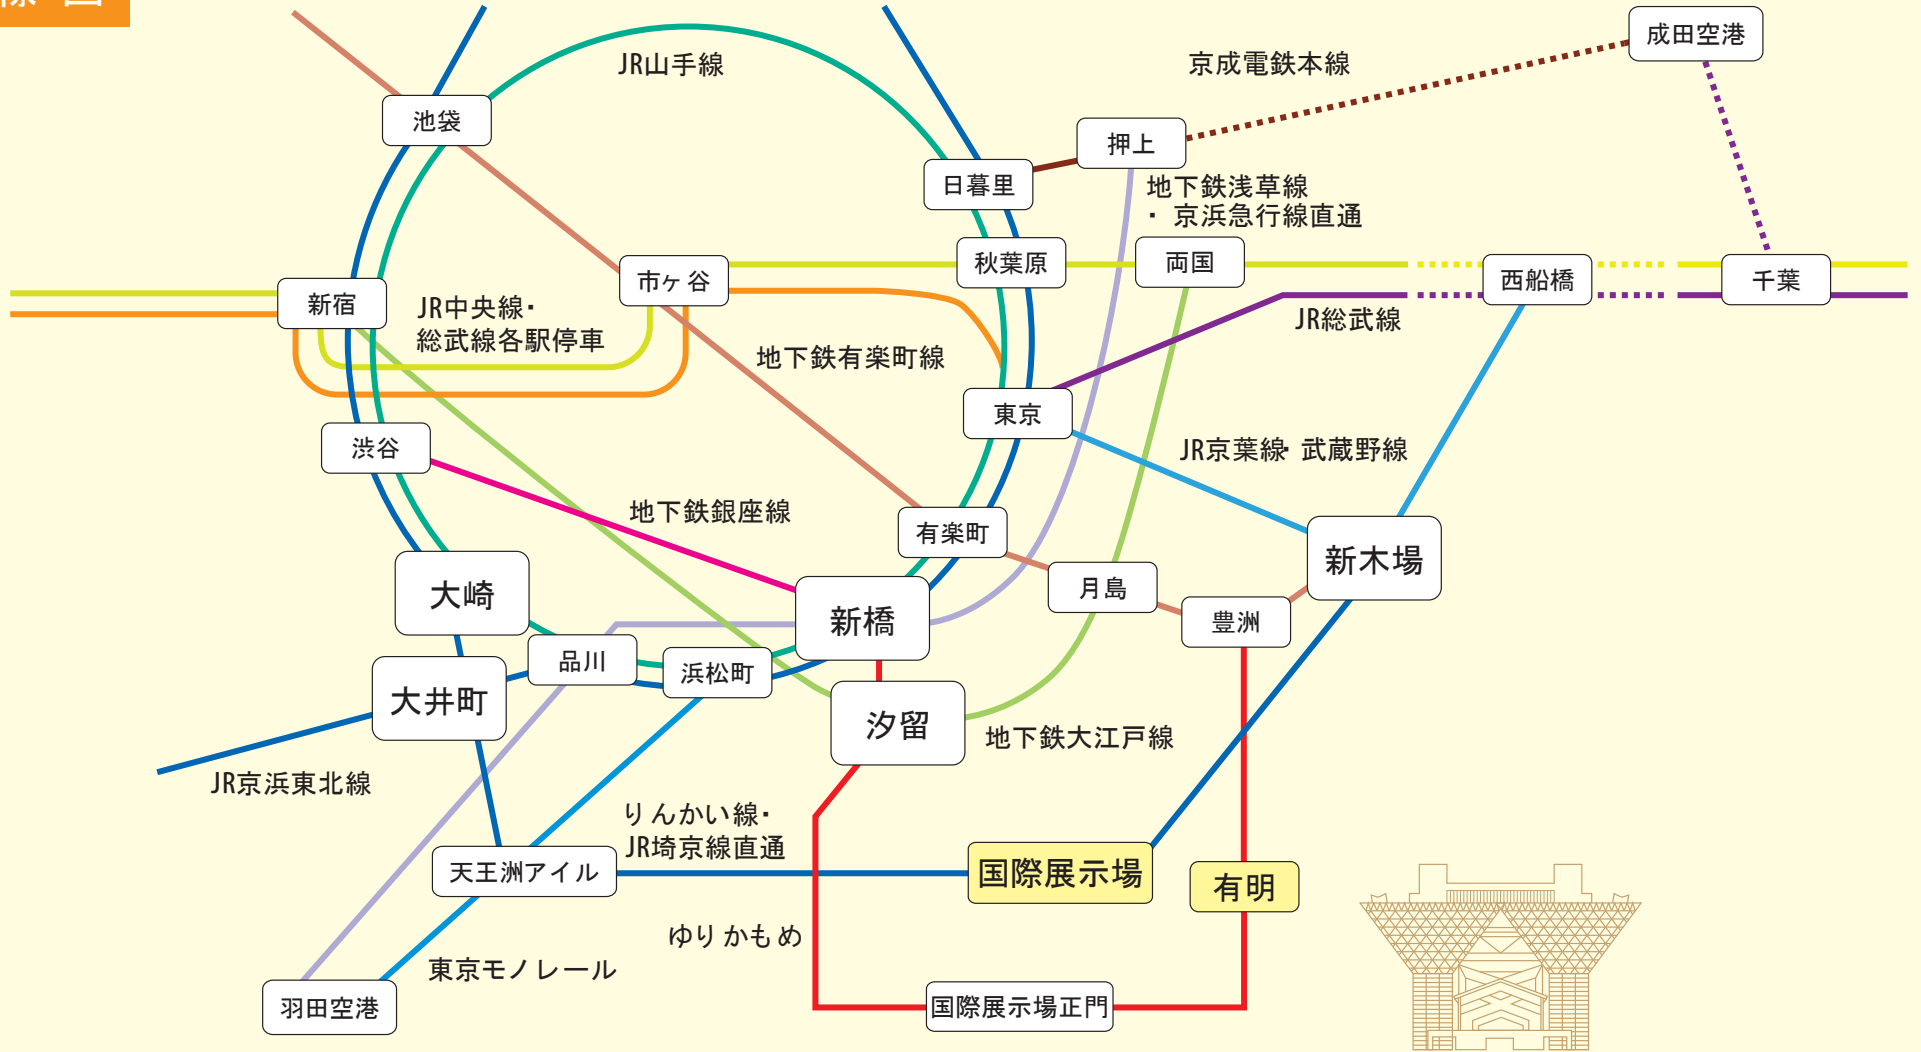 線図
成田空港
JR山手線
京成電鉄本線
池袋
押上
日暮里
地下鉄浅草線
・京浜急行線直通
秋葉原
両国
市ヶ谷
西船橋
千葉
新宿
JR中央線・
総武線各駅停車
JR総武線
地下鉄有楽町線
東京
渋谷
JR京葉線・武蔵野線
地下鉄銀座線
有楽町
新木場
大崎
月島
新橋
豊洲
品川
浜松町
大井町
汐留
地下鉄大江戸線
JR京浜東北線
りんかい線・
JR埼京線直通
天王洲アイル
国際展示場
有明
ゆりかもめ
東京モノレール
羽田空港
国際展示場正門